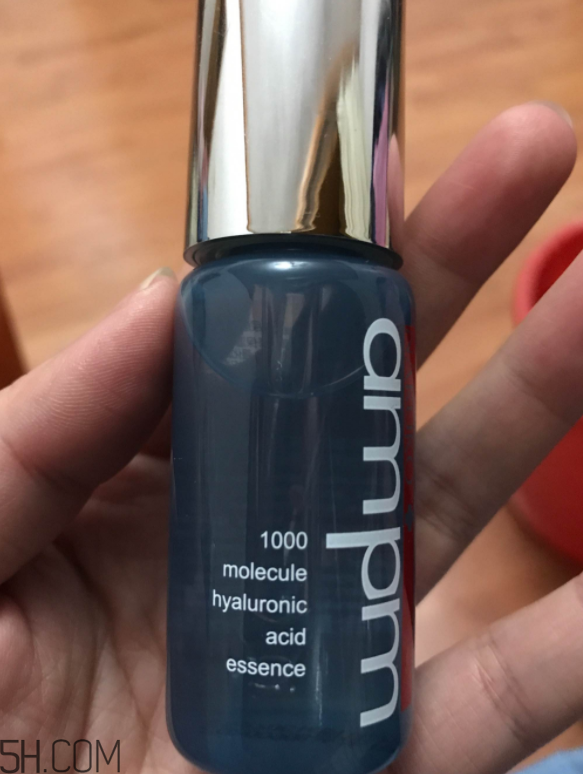 ampm
1000
molecule
hyaluronic
acid
essence
5H.COM